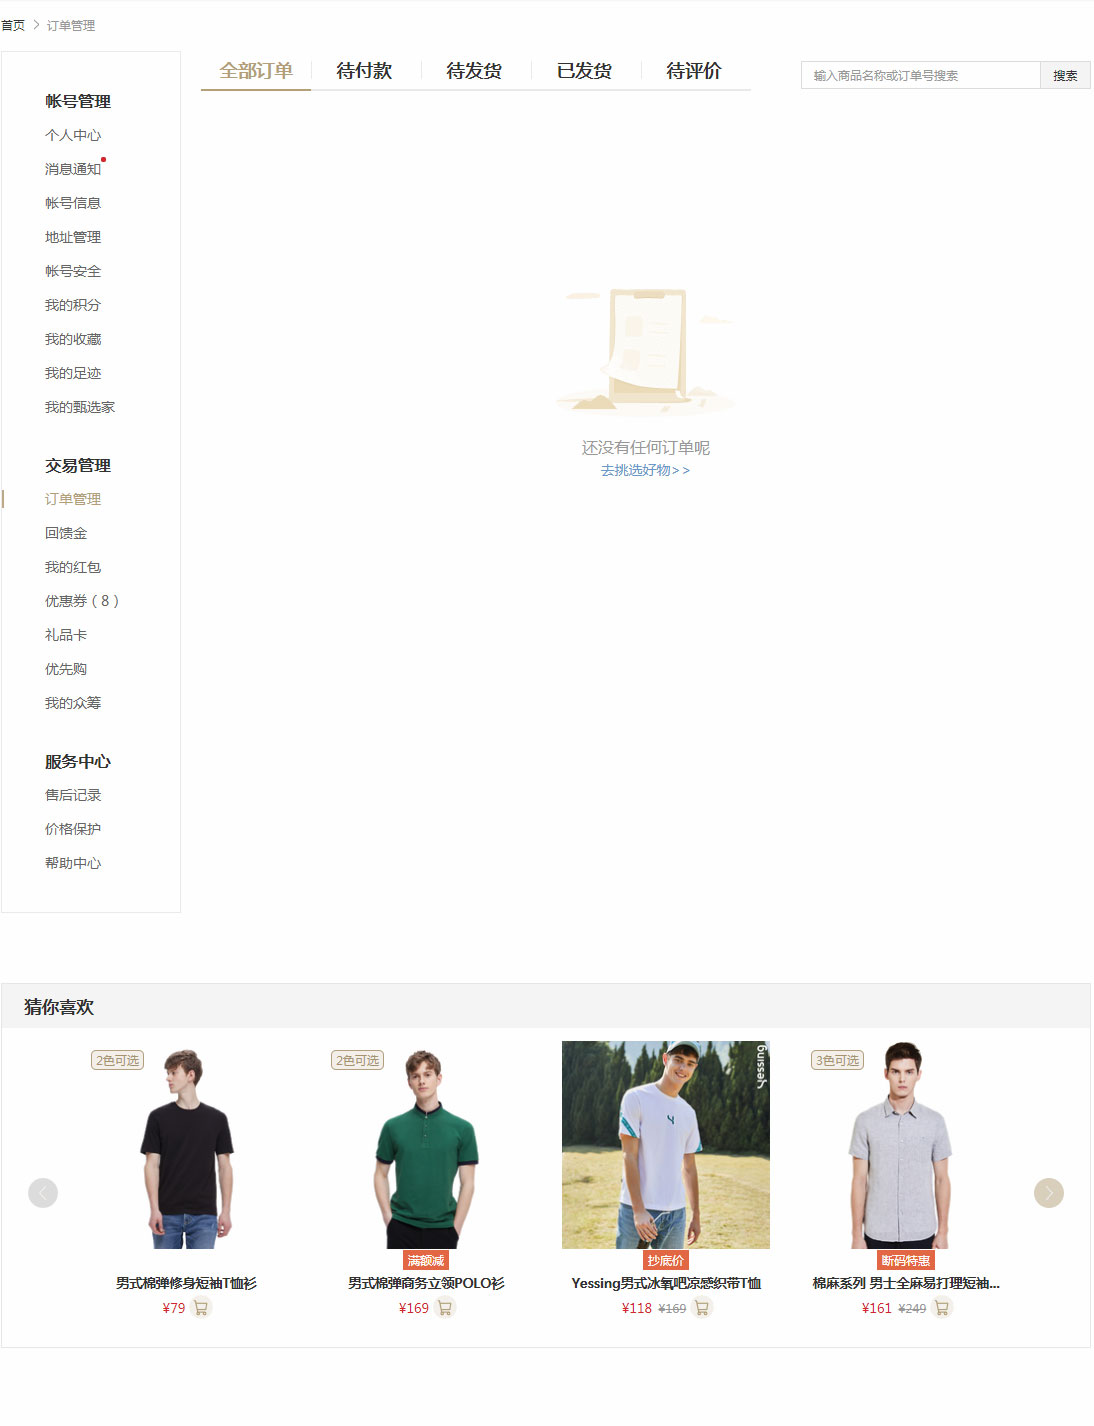 首页 > 订单管理
全部订单 待付款 待发货 已发货 待评价
输入商品名称或订单号搜索 搜索
帐号管理
个人中心
消息通知
帐号信息
地址管理
帐号安全
我的积分
我的收藏
我的足迹
我的甄选家
交易管理
订单管理
回馈金
我的红包
优惠券（8）
礼品卡
优先购
我的众筹
服务中心
售后记录
价格保护
帮助中心
还没有任何订单呢
去挑选好物>>
猜你喜欢
2色可选
男式棉弹修身短袖T恤衫
¥79
2色可选
满额减
男式棉弹商务立领POLO衫
¥169
yessing
抄底价
Yessing男式冰氧吧凉感织带T恤
¥118 ¥169
3色可选
断码特惠
棉麻系列 男士全麻易打理短袖...
¥161 ¥249